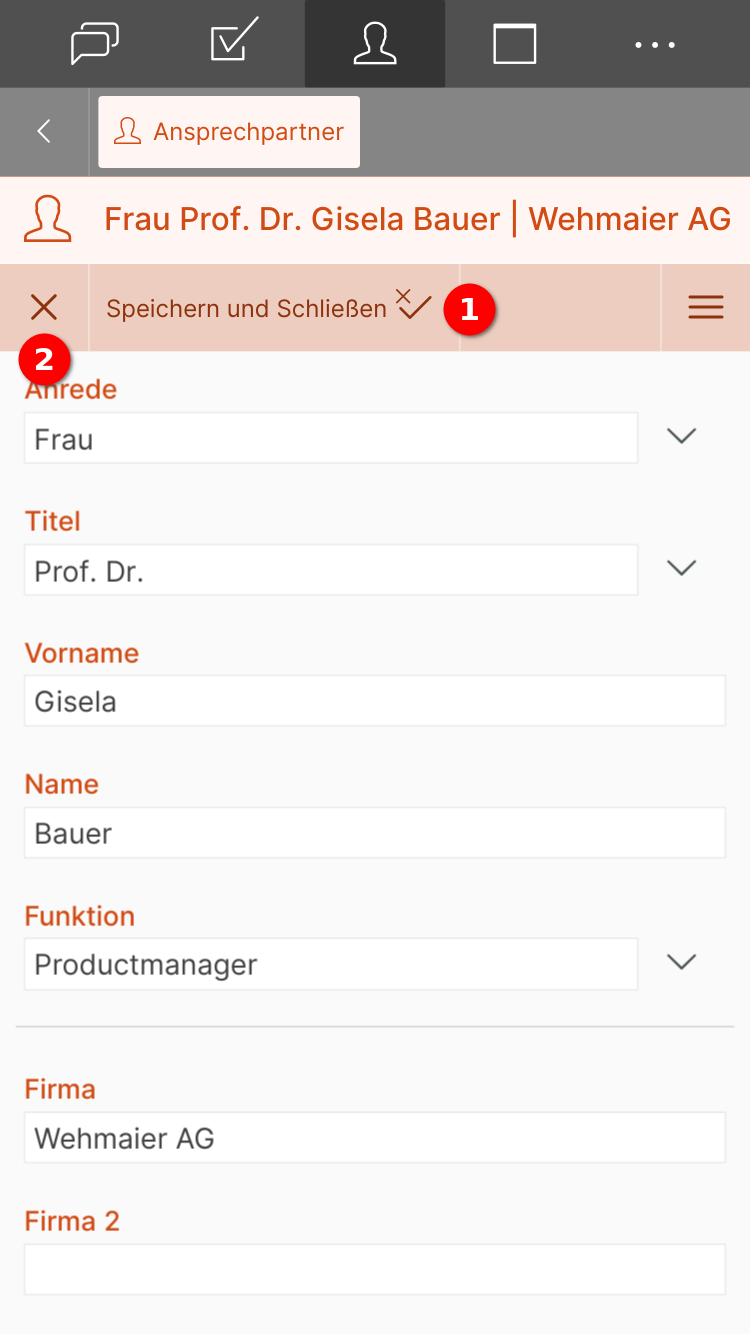 Ansprechpartner
Frau Prof. Dr. Gisela Bauer | Wehmaier AG
Speichern und Schließen
1
2
Anrede
Frau
Titel
Prof. Dr.
Vorname
Gisela
Name
Bauer
Funktion
Productmanager
Firma
Wehmaier AG
Firma 2